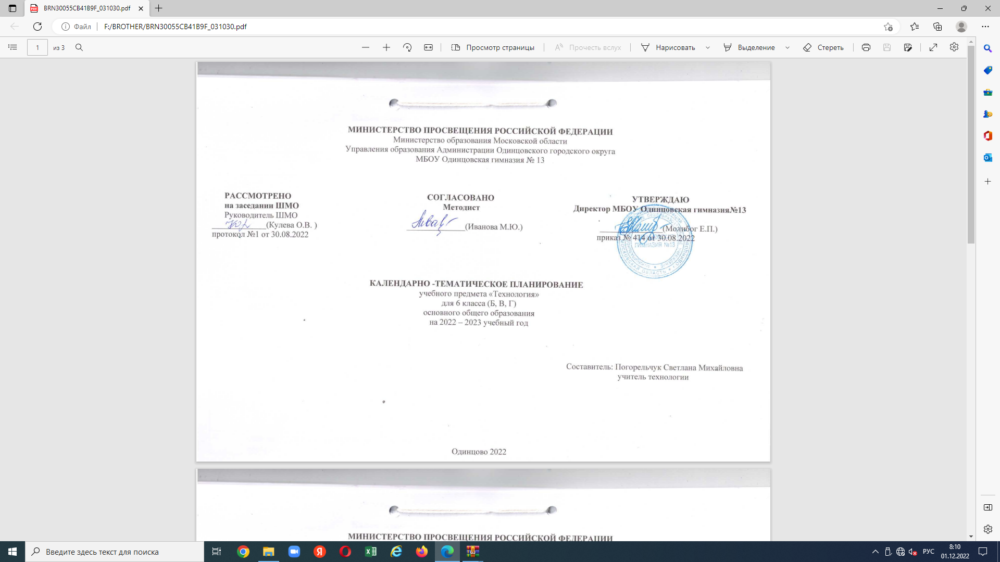 BRN30055CB41B9F_031030.pdf
Файл
F:/BROTHER/BRN30055CB41B9F_031030.pdf
1 из 3
Просмотр страницы
Прочесть вслух
Нарисовать
Выделение
Стереть
МИНИСТЕРСТВО ПРОСВЕЩЕНИЯ РОССИЙСКОЙ ФЕДЕРАЦИИ
Министерство образования Московской области
Управления образования Администрации Одинцовского городского округа
МБОУ Одинцовская гимназия № 13
РАССМОТРЕНО
на заседании ШМО
Руководитель ШМО
(Кулева О.В. )
протокол №1 от 30.08.2022
СОГЛАСОВАНО
Методист
(Иванова М.Ю.)
УТВЕРЖДАЮ
Директор МБОУ Одинцовская гимназия№13
(Молибог Е.П.)
приказ № 414 от 30.08.2022
ГИМНАЗИЯ №13
МОСКОВСКАЯ ОБЛАСТЬ
КАЛЕНДАРНО -ТЕМАТИЧЕСКОЕ ПЛАНИРОВАНИЕ
учебного предмета «Технология»
для 6 класса (Б, В, Г)
основного общего образования
на 2022 – 2023 учебный год
Составитель: Погорельчук Светлана Михайловна
учитель технологии
Одинцово 2022
МИНИСТЕРСТВО ПРОСВЕЩЕНИЯ РОССИЙСКОЙ ФЕДЕРАЦИИ
Введите здесь текст для поиска
РУС
8:10
01.12.2022